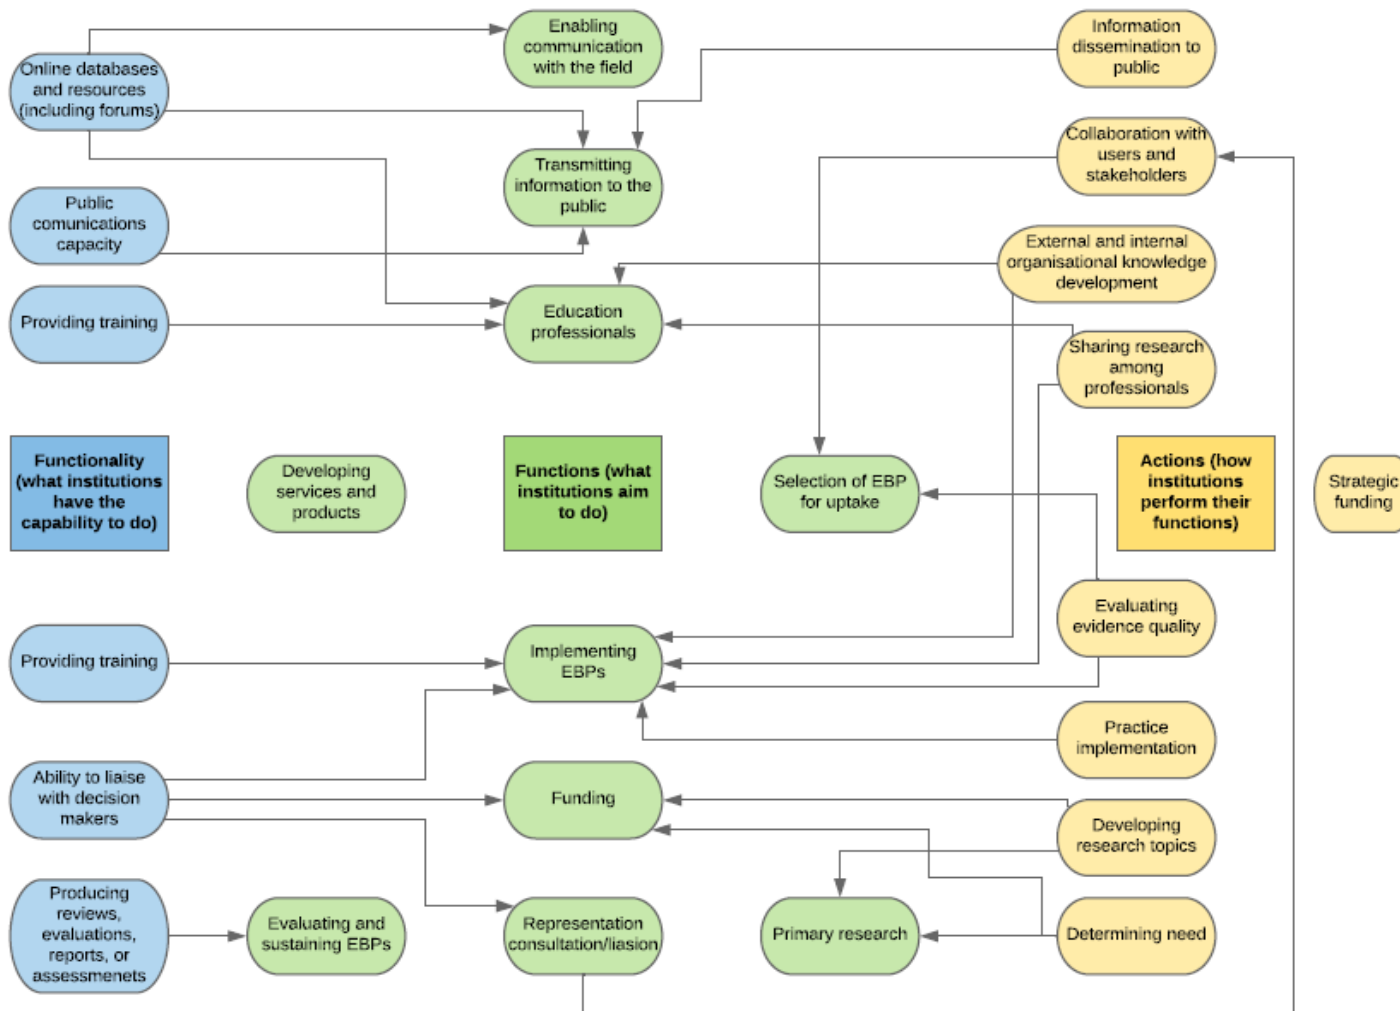 Enabling
communication
with the field
Information
dissemination to
public
Online databases
and resources
(including forums)
Collaboration with
users and
stakeholders
Transmitting
information to the
public
Public
comunications
capacity
External and internal
organisational knowledge
development
Providing training
Education
professionals
Sharing research
among
professionals
Functionality
(what institutions
have the
capability to do)
Developing
services and
products
Functions (what
institutions aim
to do)
Selection of EBP
for uptake
Actions (how
institutions
perform their
functions)
Strategic
funding
Evaluating
evidence quality
Providing training
Implementing
EBPs
Practice
implementation
Ability to liaise
with decision
makers
Funding
Developing
research topics
Producing
reviews,
evaluations,
reports, or
assessmenets
Evaluating and
sustaining EBPs
Representation
consultation/liasion
Primary research
Determining need